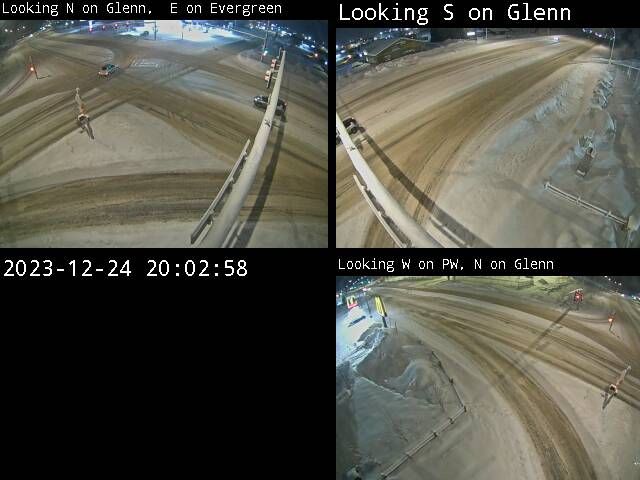 Looking N on Glenn,  E on Evergreen
Looking S on Glenn
2023-12-24 20:02:58
Looking W on PW, N on Glenn